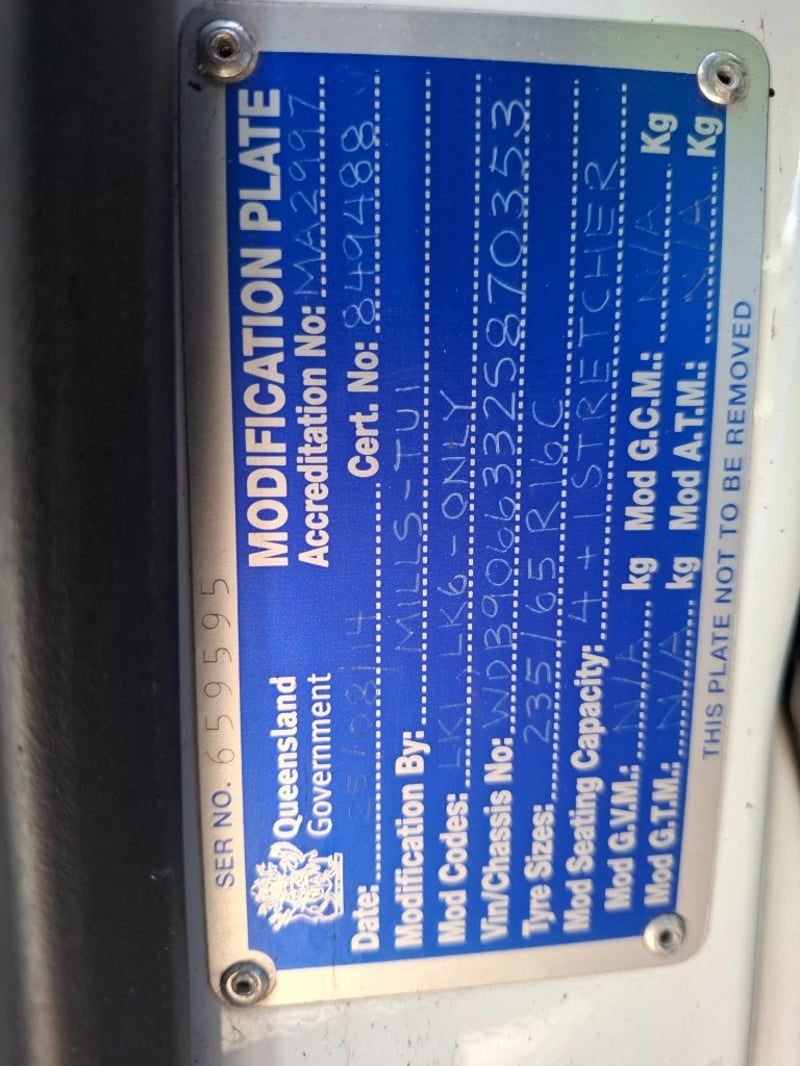 SER NO. 659595
Queensland Government
MODIFICATION PLATE
Accreditation No: MA2997
Date: 25/08/14 Cert. No: 849488
Modification By: MILLS-TUI
Mod Codes: LK1, LK6-ONLY
Vin/Chassis No: WDB9066332S870353
Tyre Sizes: 235/65 R16C
Mod Seating Capacity: 4 + 1 STRETCHER
Mod G.V.M.: N/A kg Mod G.C.M.: N/A Kg
Mod G.T.M.: N/A kg Mod A.T.M.: N/A Kg
THIS PLATE NOT TO BE REMOVED